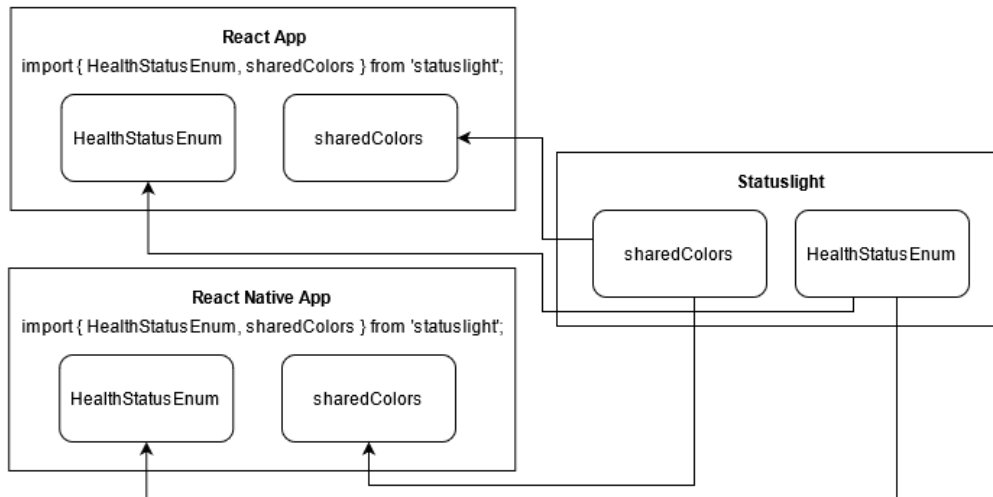 React App
import { HealthStatusEnum, sharedColors } from 'statuslight';
HealthStatusEnum
sharedColors
Statuslight
sharedColors
HealthStatusEnum
React Native App
import { HealthStatusEnum, sharedColors } from 'statuslight';
HealthStatusEnum
sharedColors